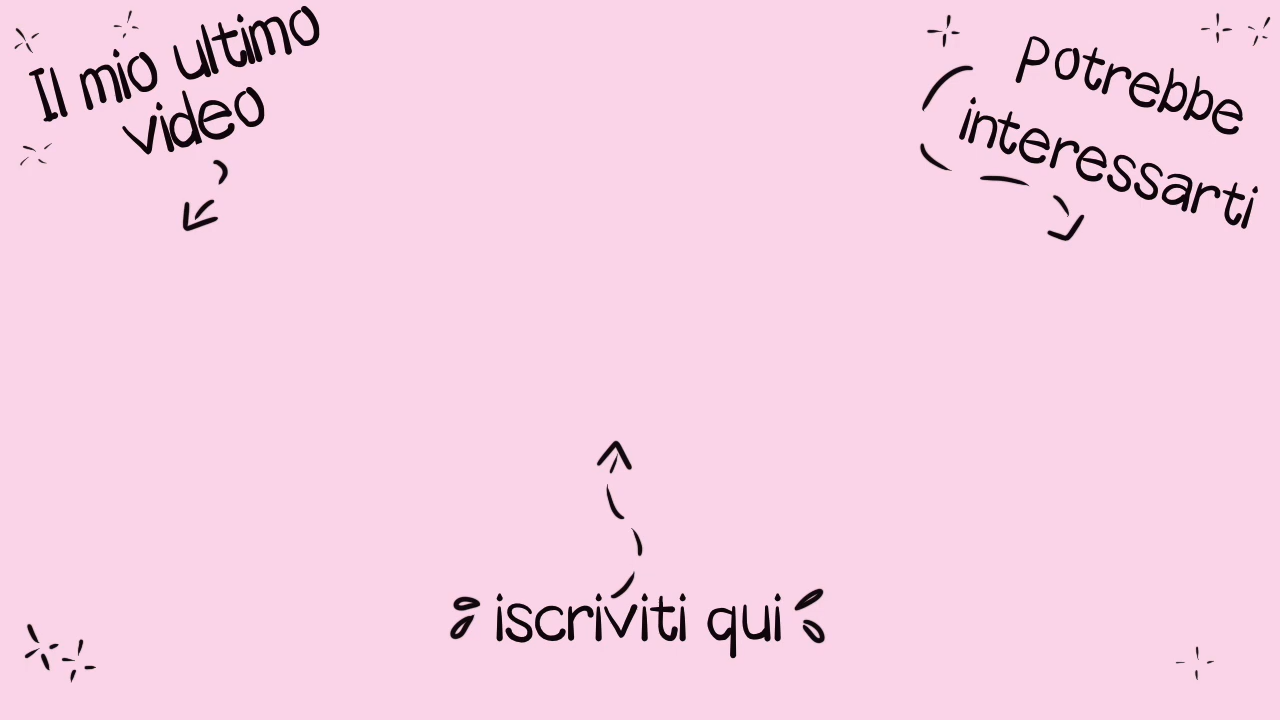 Il mio ultimo
video
Potrebbe
interessarti
iscriviti qui